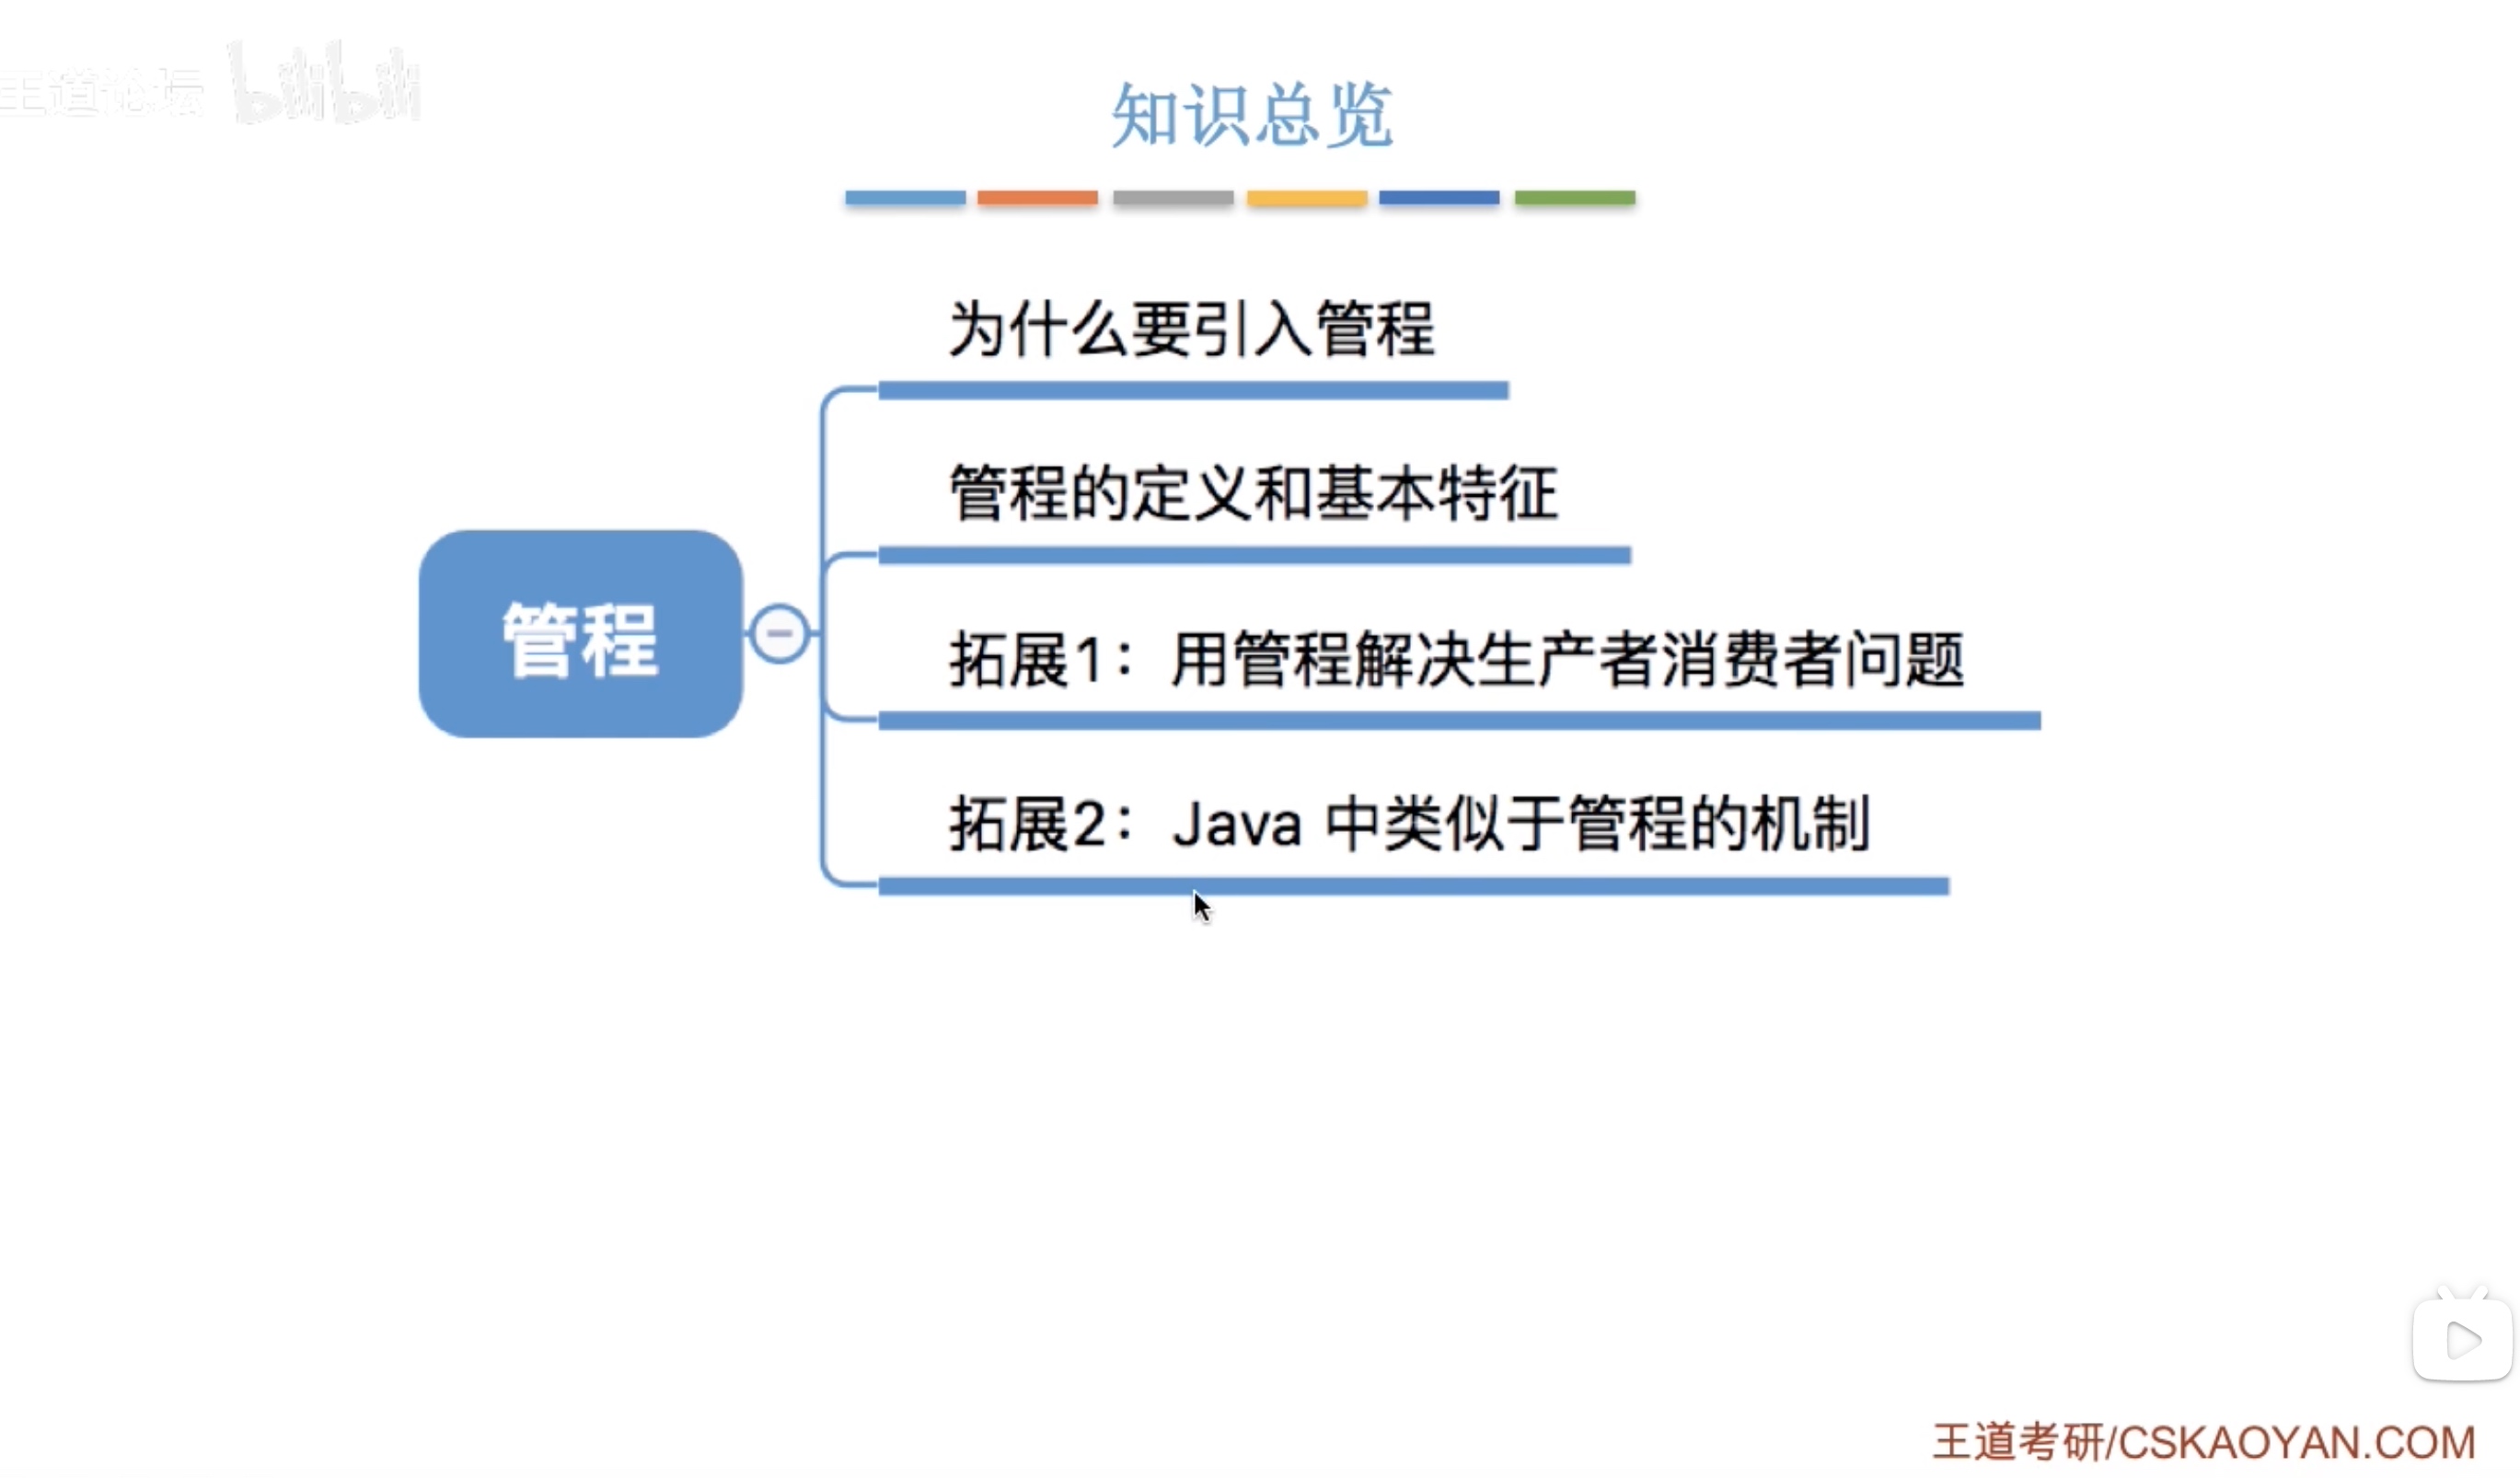 王道论坛 bilibili
知识总览
为什么要引入管程
管程的定义和基本特征
管程
拓展1：用管程解决生产者消费者问题
拓展2：Java 中类似于管程的机制
王道考研/CSKAOYAN.COM